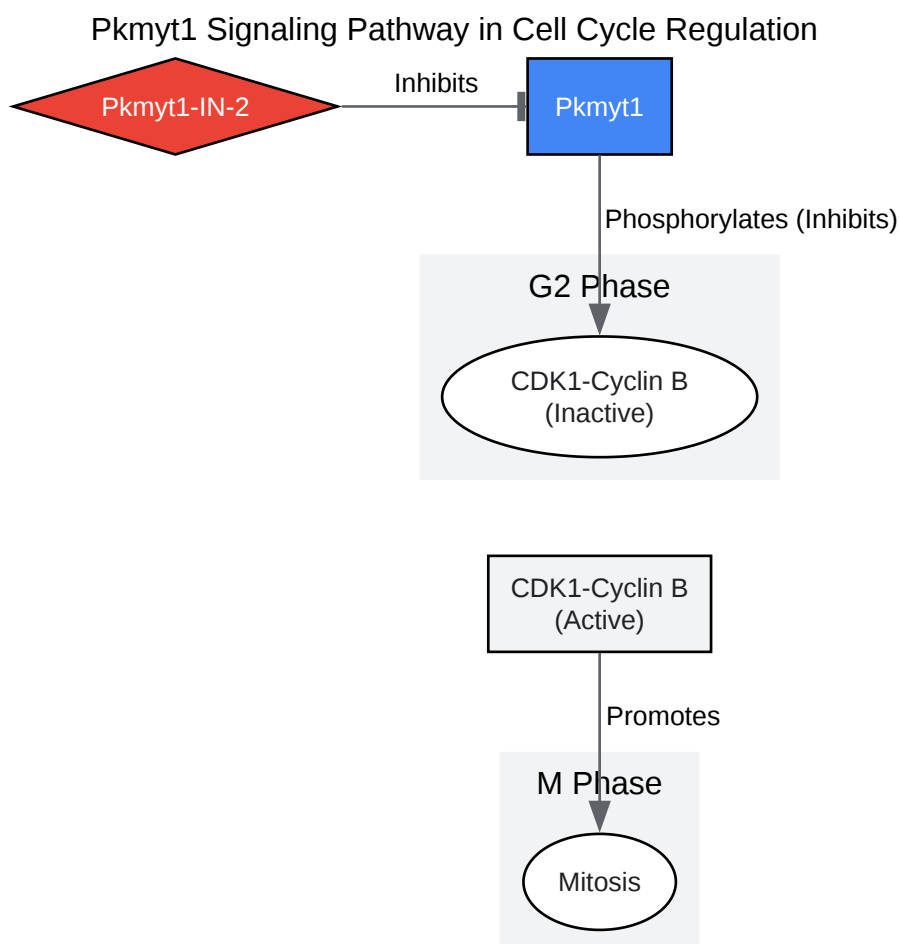 Pkmyt1 Signaling Pathway in Cell Cycle Regulation
Inhibits
Pkmyt1-IN-2
Pkmyt1
Phosphorylates (Inhibits)
G2 Phase
CDK1-Cyclin B
(Inactive)
CDK1-Cyclin B
(Active)
Promotes
M Phase
Mitosis